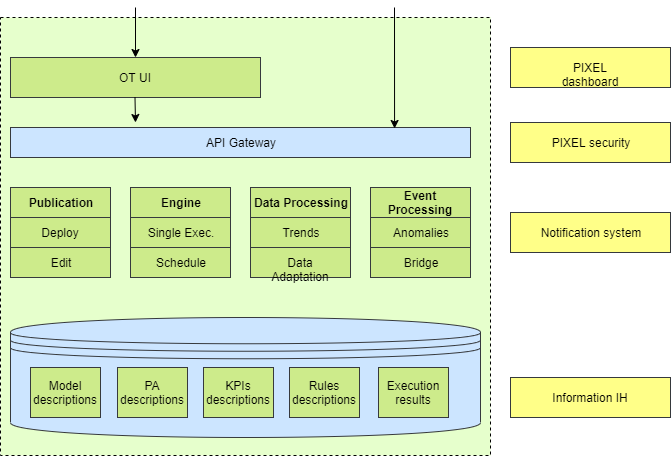 OT UI
PIXEL
dashboard
API Gateway
PIXEL security
Publication
Deploy
Edit
Engine
Single Exec.
Schedule
Data Processing
Trends
Data
Adaptation
Event
Processing
Anomalies
Bridge
Notification system
Model
descriptions
PA
descriptions
KPIs
descriptions
Rules
descriptions
Execution
results
Information IH